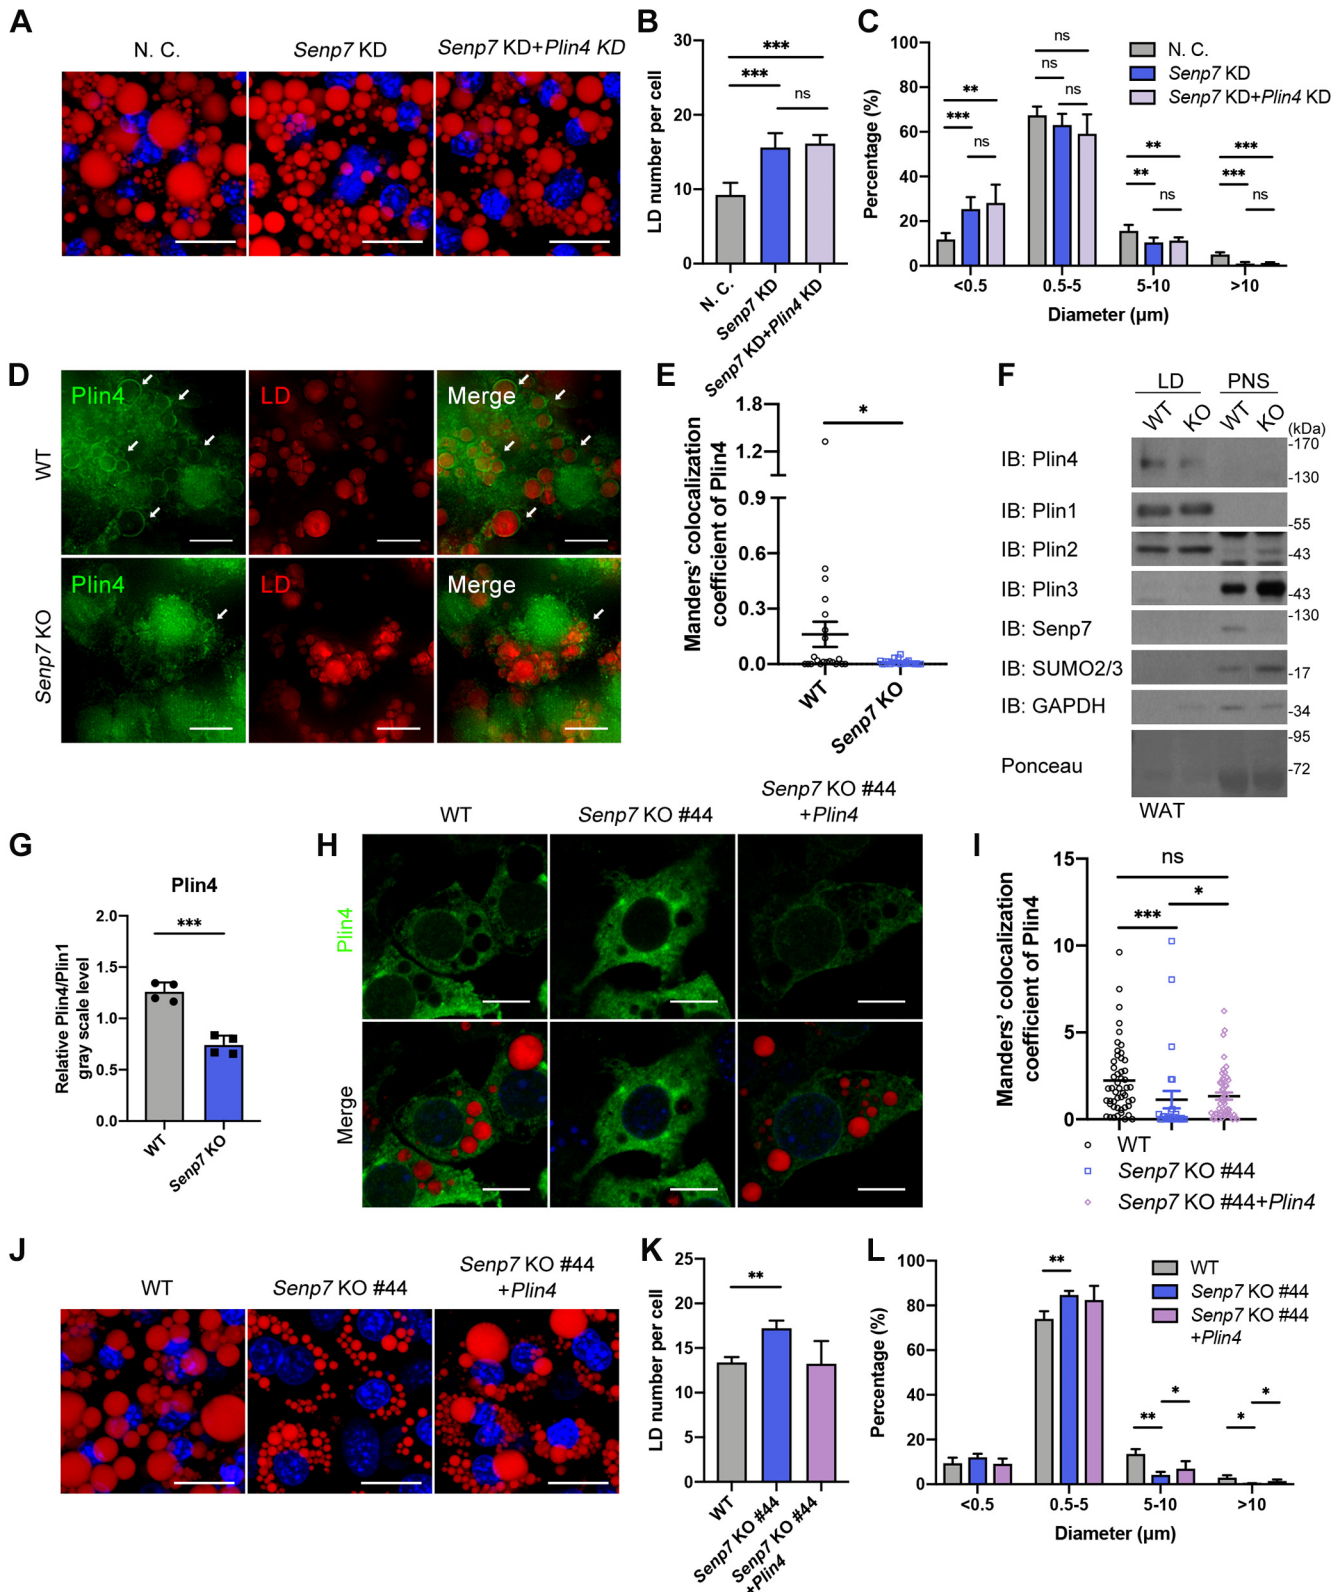 A
N. C.
Senp7 KD
Senp7 KD+Plin4 KD
B
LD number per cell
30
20
10
0
***
***
ns
N. C.
Senp7 KD
Senp7 KD+Plin4 KD
C
Percentage (%)
100
80
60
40
20
0
**
***
ns
ns
ns
ns
**
**
ns
***
***
ns
<0.5
0.5-5
5-10
>10
Diameter (µm)
N. C.
Senp7 KD
Senp7 KD+Plin4 KD
D
WT
Plin4
LD
Merge
Senp7 KO
Plin4
LD
Merge
E
Manders' colocalization
coefficient of Plin4
1.8
1.2
0.9
0.6
0.3
0.0
*
WT
Senp7 KO
F
LD
PNS
WT
KO
WT
KO
(kDa)
IB: Plin4
-170
-130
IB: Plin1
-55
IB: Plin2
-43
IB: Plin3
-43
IB: Senp7
-130
IB: SUMO2/3
-17
IB: GAPDH
-34
Ponceau
-95
-72
WAT
G
Plin4
Relative Plin4/Plin1
gray scale level
2.0
1.5
1.0
0.5
0.0
***
WT
Senp7 KO
H
WT
Senp7 KO #44
Senp7 KO #44
+Plin4
Plin4
Merge
I
Manders' colocalization
coefficient of Plin4
15
10
5
0
ns
*
***
WT
Senp7 KO #44
Senp7 KO #44+Plin4
J
WT
Senp7 KO #44
Senp7 KO #44
+Plin4
K
LD number per cell
25
20
15
10
5
0
**
WT
Senp7 KO #44
Senp7 KO #44
+Plin4
L
Percentage (%)
100
80
60
40
20
0
**
**
*
*
*
<0.5
0.5-5
5-10
>10
Diameter (µm)
WT
Senp7 KO #44
Senp7 KO #44
+Plin4